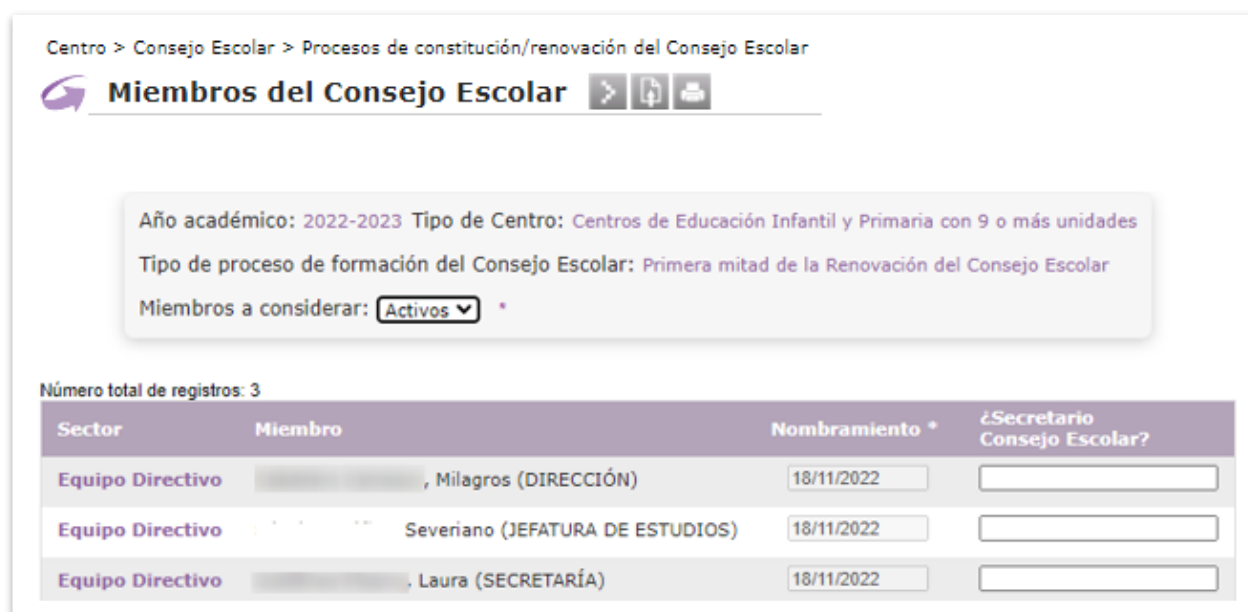 Centro > Consejo Escolar > Procesos de constitución/renovación del Consejo Escolar
Miembros del Consejo Escolar
Año académico: 2022-2023 Tipo de Centro: Centros de Educación Infantil y Primaria con 9 o más unidades
Tipo de proceso de formación del Consejo Escolar: Primera mitad de la Renovación del Consejo Escolar
Miembros a considerar: Activos *
Número total de registros: 3
Sector Miembro Nombramiento * ¿Secretario
Consejo Escolar?
Equipo Directivo , Milagros (DIRECCIÓN) 18/11/2022
Equipo Directivo Severiano (JEFATURA DE ESTUDIOS) 18/11/2022
Equipo Directivo , Laura (SECRETARÍA) 18/11/2022